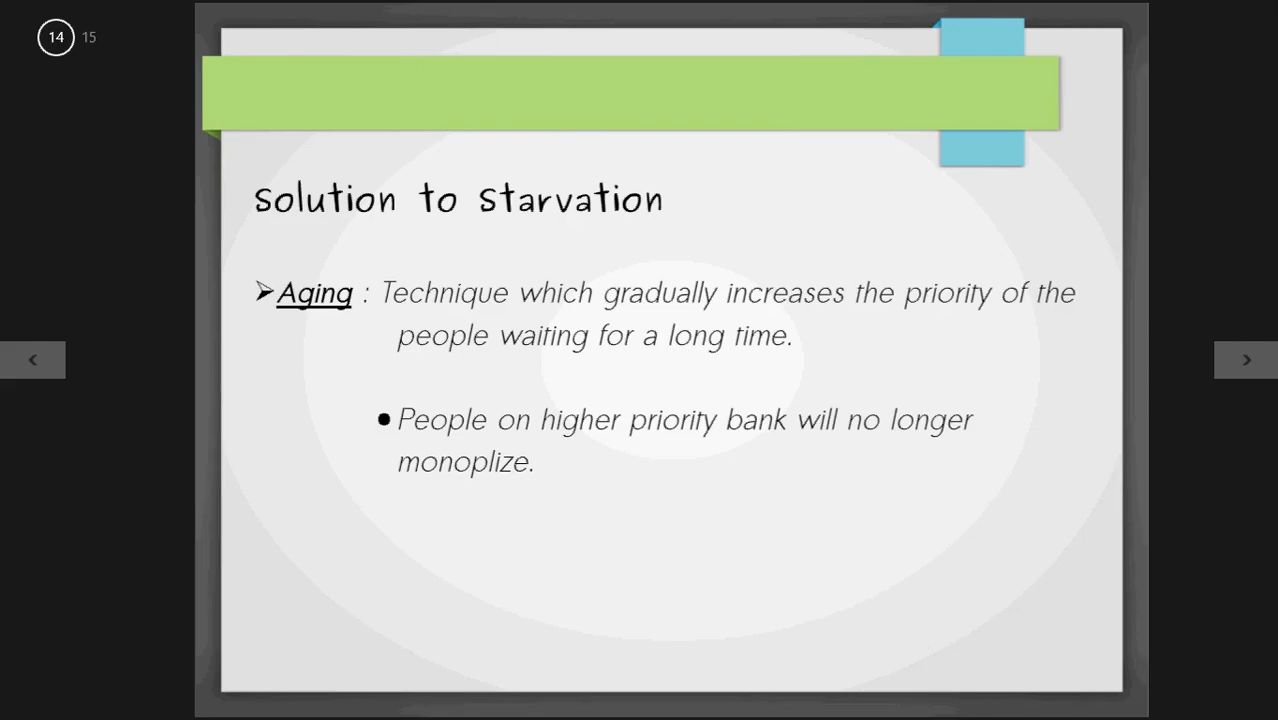 14 15
Solution to Starvation
➢Aging : Technique which gradually increases the priority of the
people waiting for a long time.
●People on higher priority bank will no longer
monoplize.